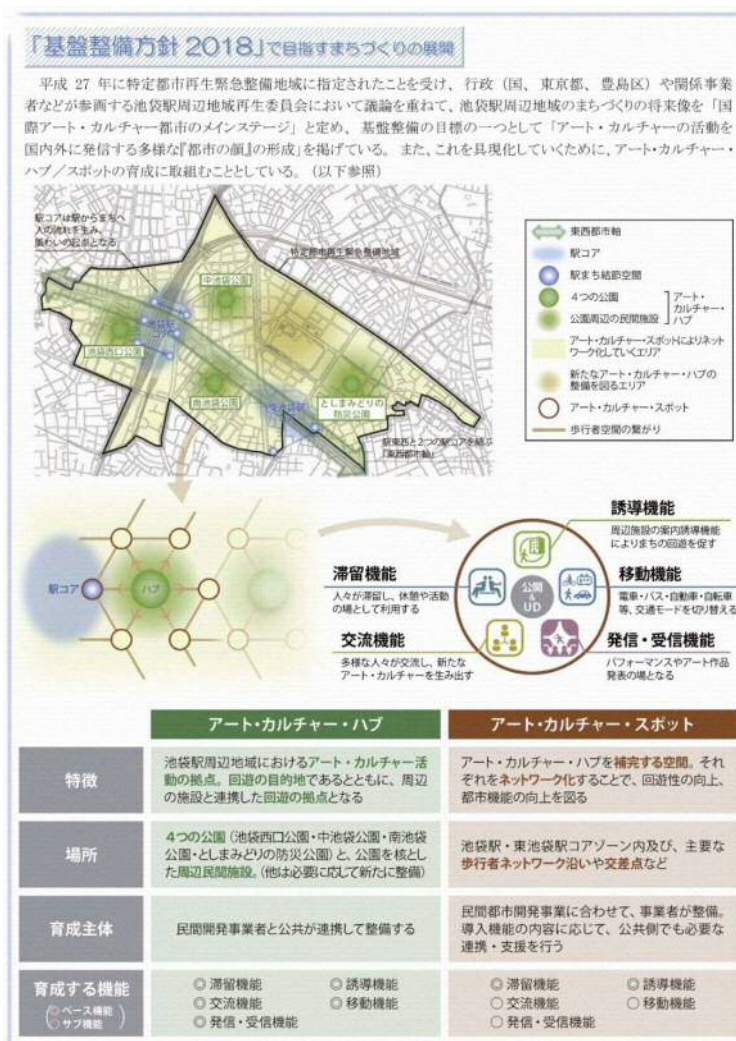 「基盤整備方針 2018」で目指すまちづくりの展開
平成 27 年に特定都市再生緊急整備地域に指定されたことを受け、行政（国、東京都、豊島区）や関係事業
者などが参画する池袋駅周辺地域再生委員会において議論を重ねて、池袋駅周辺地域のまちづくりの将来像を「国
際アート・カルチャー都市のメインステージ」と定め、基盤整備の目標の一つとして「アート・カルチャーの活動を
国内外に発信する多様な『都市の顔』の形成」を掲げている。また、これを具現化していくために、アート・カルチャー・
ハブ／スポットの育成に取組むこととしている。（以下参照）
駅コアは駅からまちへ
人の流れを生み、
賑わいの起点となる
特定都市再生緊急整備地域
中池袋公園
池袋駅
コア
池袋西口公園
南池袋公園
東池袋駅
としまみどりの
防災公園
駅東西と2つの駅コアを結ぶ
『東西都市軸』
東西都市軸
駅コア
駅まち結節空間
4つの公園
公園周辺の民間施設
アート・
カルチャー・
ハブ
アート・カルチャー・スポットによりネット
ワーク化していくエリア
新たなアート・カルチャー・ハブの
整備を図るエリア
アート・カルチャー・スポット
歩行者空間の繋がり
駅コア
ハブ
誘導機能
周辺施設の案内誘導機能
によりまちの回遊を促す
滞留機能
人々が滞留し、休憩や活動
の場として利用する
公開
&
UD
移動機能
電車・バス・自動車・自転車
等、交通モードを切り替える
交流機能
多様な人々が交流し、新たな
アート・カルチャーを生み出す
発信・受信機能
パフォーマンスやアート作品
発表の場となる
アート・カルチャー・ハブ
アート・カルチャー・スポット
特徴
池袋駅周辺地域におけるアート・カルチャー活
動の拠点。回遊の目的地であるとともに、周辺
の施設と連携した回遊の拠点となる
アート・カルチャー・ハブを補完する空間。それ
ぞれをネットワーク化することで、回遊性の向上、
都市機能の向上を図る
場所
4つの公園（池袋西口公園・中池袋公園・南池袋
公園・としまみどりの防災公園）と、公園を核とし
た周辺民間施設。（他は必要に応じて新たに整備）
池袋駅・東池袋駅コアゾーン内及び、主要な
歩行者ネットワーク沿いや交差点など
育成主体
民間開発事業者と公共が連携して整備する
民間都市開発事業に合わせて、事業者が整備。
導入機能の内容に応じて、公共側でも必要な
連携・支援を行う
育成する機能
◎ベース機能
○サブ機能
◎ 滞留機能 ◎ 誘導機能
◎ 交流機能 ◎ 移動機能
◎ 発信・受信機能
◎ 滞留機能 ◎ 誘導機能
○ 交流機能 ○ 移動機能
○ 発信・受信機能